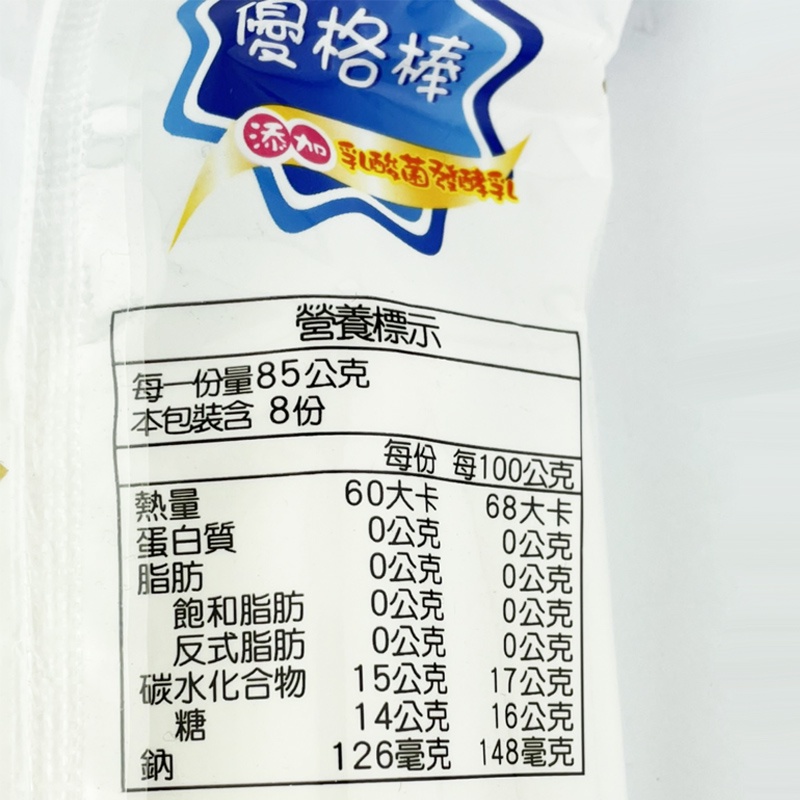 優格棒
添加 乳酸菌發酵乳
營養標示
每一份量85公克
本包裝含 8份
每份 每100公克
熱量 60大卡 68大卡
蛋白質 0公克 0公克
脂肪 0公克 0公克
飽和脂肪 0公克 0公克
反式脂肪 0公克 0公克
碳水化合物 15公克 17公克
糖 14公克 16公克
鈉 126毫克 148毫克